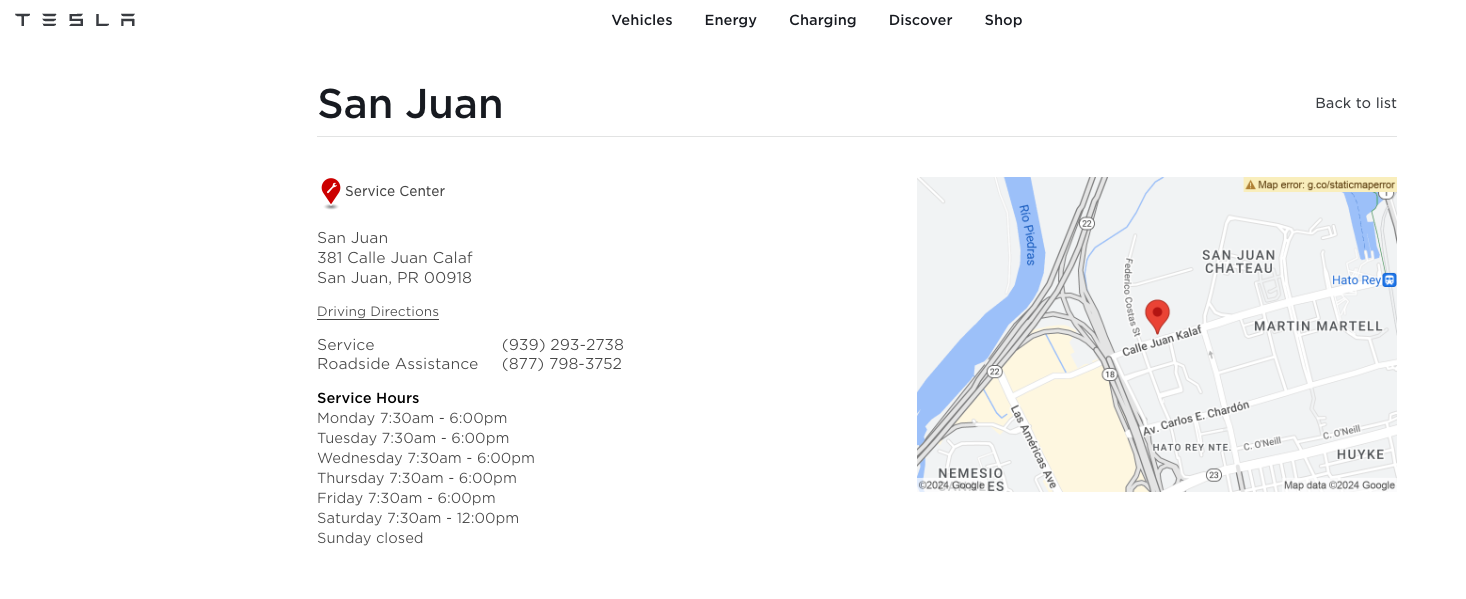 TESLA
Vehicles Energy Charging Discover Shop
San Juan
Back to list
Service Center
San Juan
381 Calle Juan Calaf
San Juan, PR 00918
Driving Directions
Service (939) 293-2738
Roadside Assistance (877) 798-3752
Service Hours
Monday 7:30am - 6:00pm
Tuesday 7:30am - 6:00pm
Wednesday 7:30am - 6:00pm
Thursday 7:30am - 6:00pm
Friday 7:30am - 6:00pm
Saturday 7:30am - 12:00pm
Sunday closed
Map error: g.co/staticmaperror
1
Río Piedras
22
SAN JUAN
CHATEAU
Federico Costas St
Hato Rey
MARTIN MARTELL
Calle Juan Kalaf
22
18
Las Américas Ave
Av. Carlos E. Chardón
HATO REY NTE.
C. O'Neill
C. O'Neill
HUYKE
23
NEMESIO
©2024 Google
Map data ©2024 Google